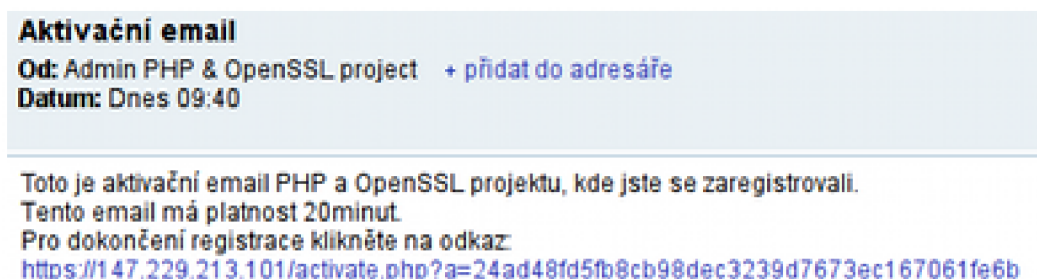 Aktivační email
Od: Admin PHP & OpenSSL project + přidat do adresáře
Datum: Dnes 09:40
Toto je aktivační email PHP a OpenSSL projektu, kde jste se zaregistrovali.
Tento email má platnost 20minut.
Pro dokončení registrace klikněte na odkaz:
https://147.229.213.101/activate.php?a=24ad48fd5fb8cb98dec3239d7673ec167061fe6b